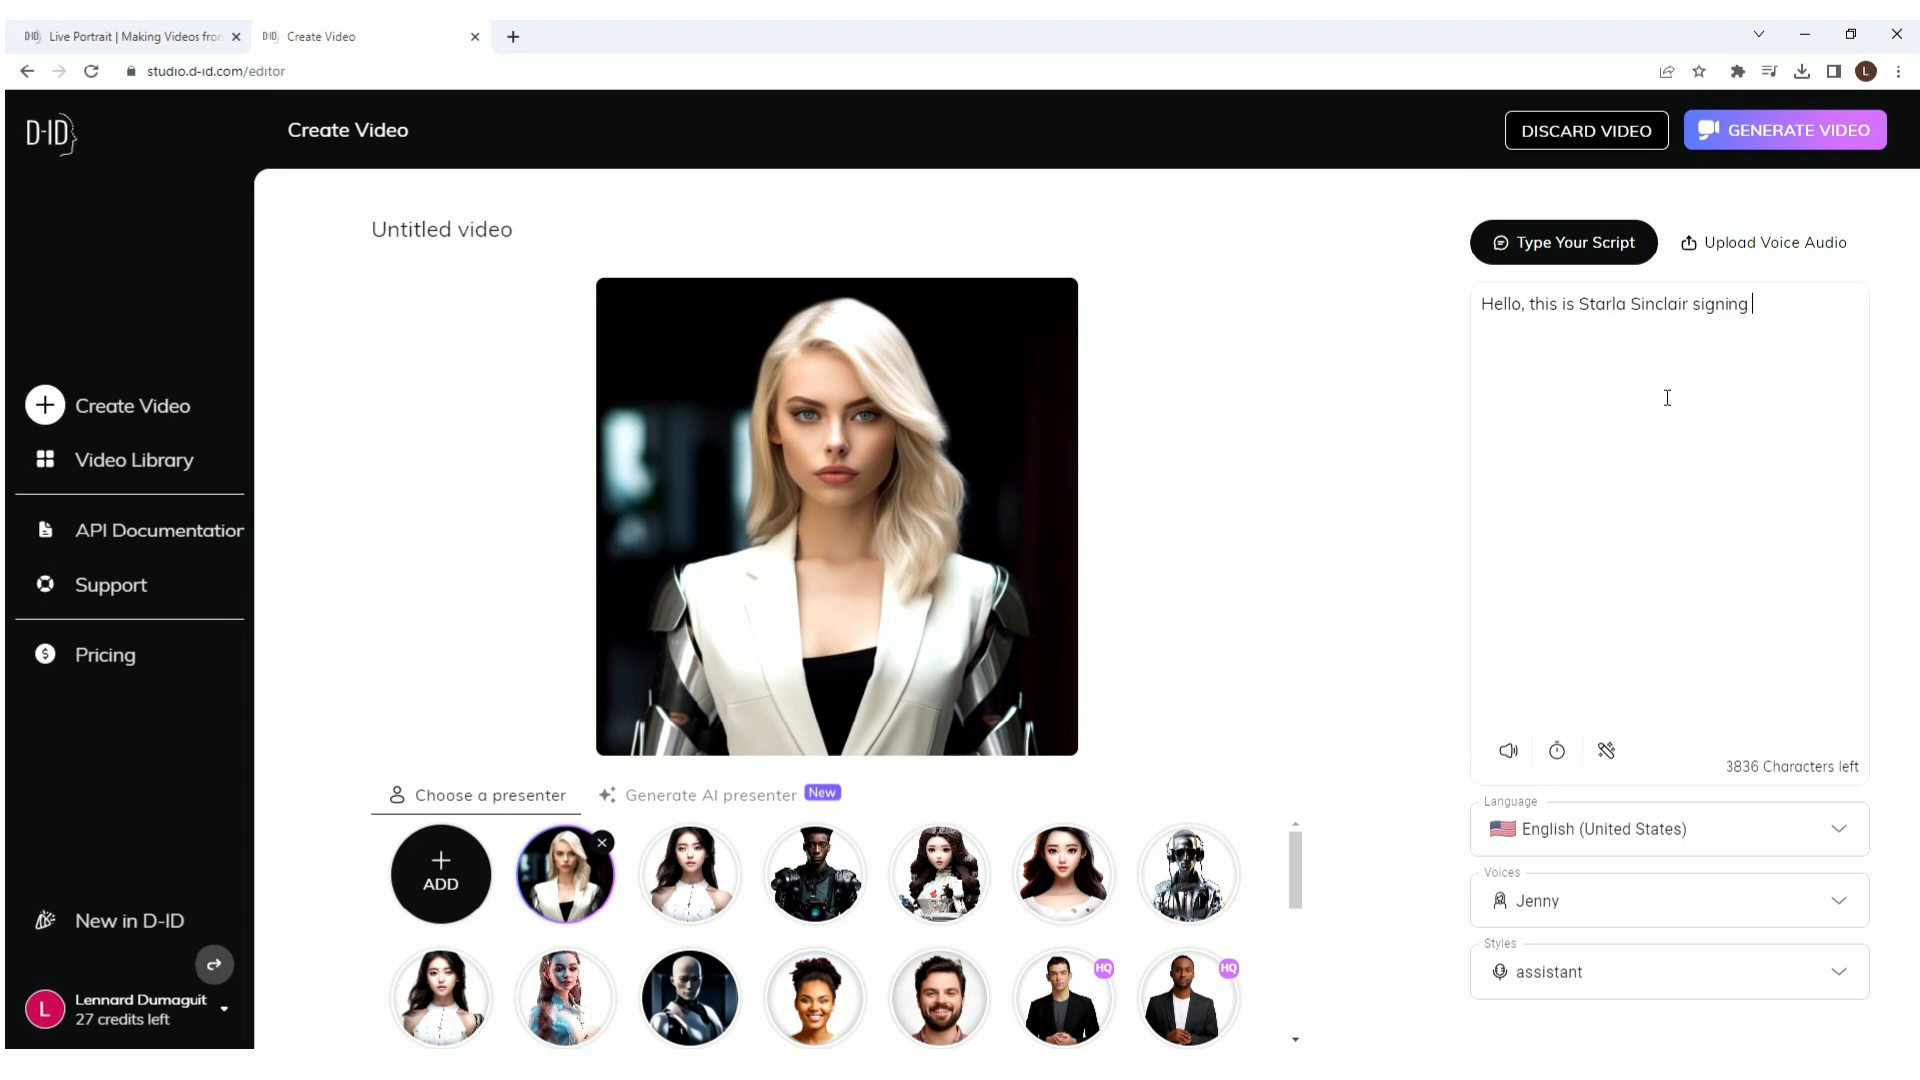 Live Portrait | Making Videos fro
Create Video
studio.d-id.com/editor
L
D-ID
Create Video
DISCARD VIDEO
GENERATE VIDEO
Untitled video
Type Your Script
Upload Voice Audio
Hello, this is Starla Sinclair signing
Create Video
Video Library
API Documentation
Support
Pricing
3836 Characters left
Choose a presenter
Generate AI presenter
New
Language
English (United States)
ADD
Voices
Jenny
New in D-ID
Styles
assistant
HQ
HQ
L
Lennard Dumaguit
27 credits left